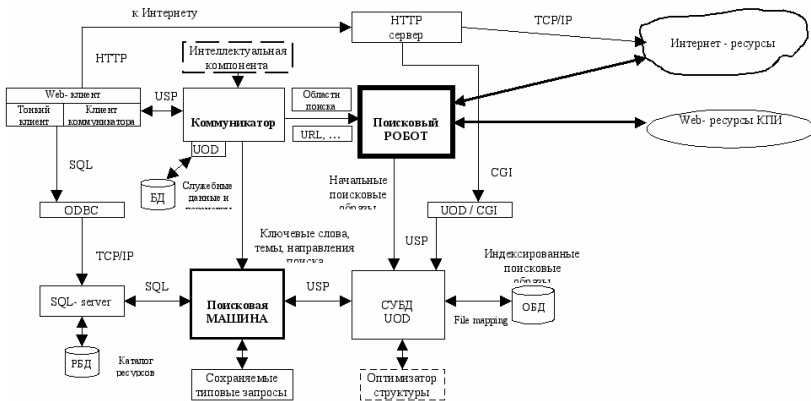 к Интернету
HTTP
сервер
TCP/IP
Интернет - ресурсы
HTTP
Интеллектуальная
компонента
Web- клиент
Тонкий
клиент
Клиент
коммуникатора
USP
Коммуникатор
Области
поиска
URL, ...
Поисковый
РОБОТ
Web- ресурсы КПИ
UOD
SQL
БД
Служебные
данные и
Начальные
поисковые
образы
CGI
ODBC
UOD / CGI
TCP/IP
Ключевые слова,
темы, направления
поиска
USP
Индексированные
поисковые
образы
SQL- server
SQL
Поисковая
МАШИНА
USP
СУБД
UOD
File mapping
ОБД
РБД
Каталог
ресурсов
Сохраняемые
типовые запросы
Оптимизатор
структуры